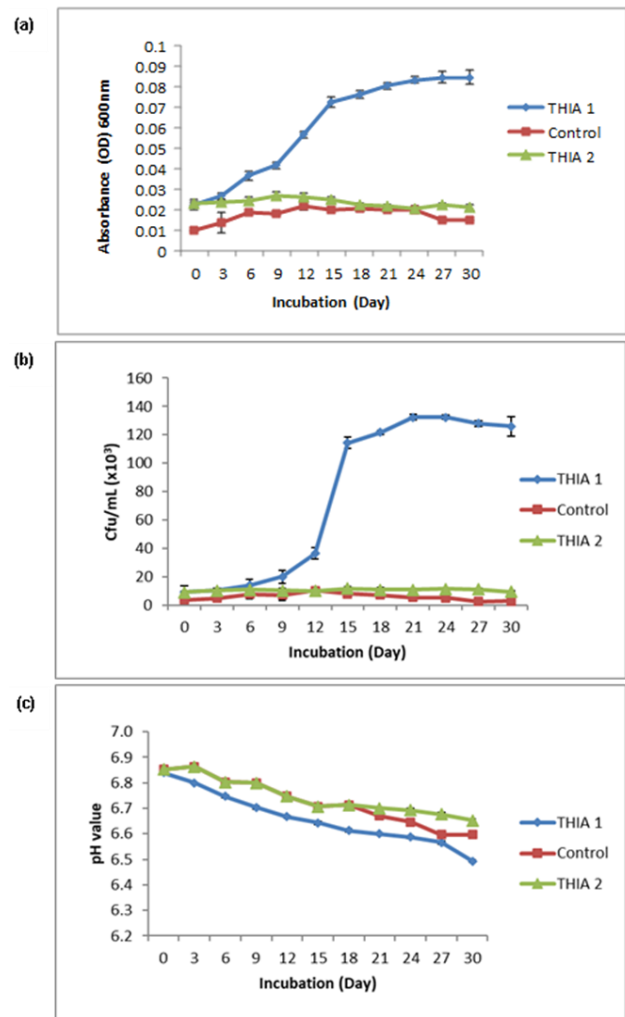 (a)
0.1
0.09
0.08
0.07
0.06
0.05
0.04
0.03
0.02
0.01
0
Absorbance (OD) 600nm
0 3 6 9 12 15 18 21 24 27 30
Incubation (Day)
THIA 1
Control
THIA 2
(b)
160
140
120
100
80
60
40
20
0
Cfu/mL (x10³)
0 3 6 9 12 15 18 21 24 27 30
Incubation (Day)
THIA 1
Control
THIA 2
(c)
7.0
6.9
6.8
6.7
6.6
6.5
6.4
6.3
6.2
pH value
0 3 6 9 12 15 18 21 24 27 30
Incubation (Day)
THIA 1
Control
THIA 2